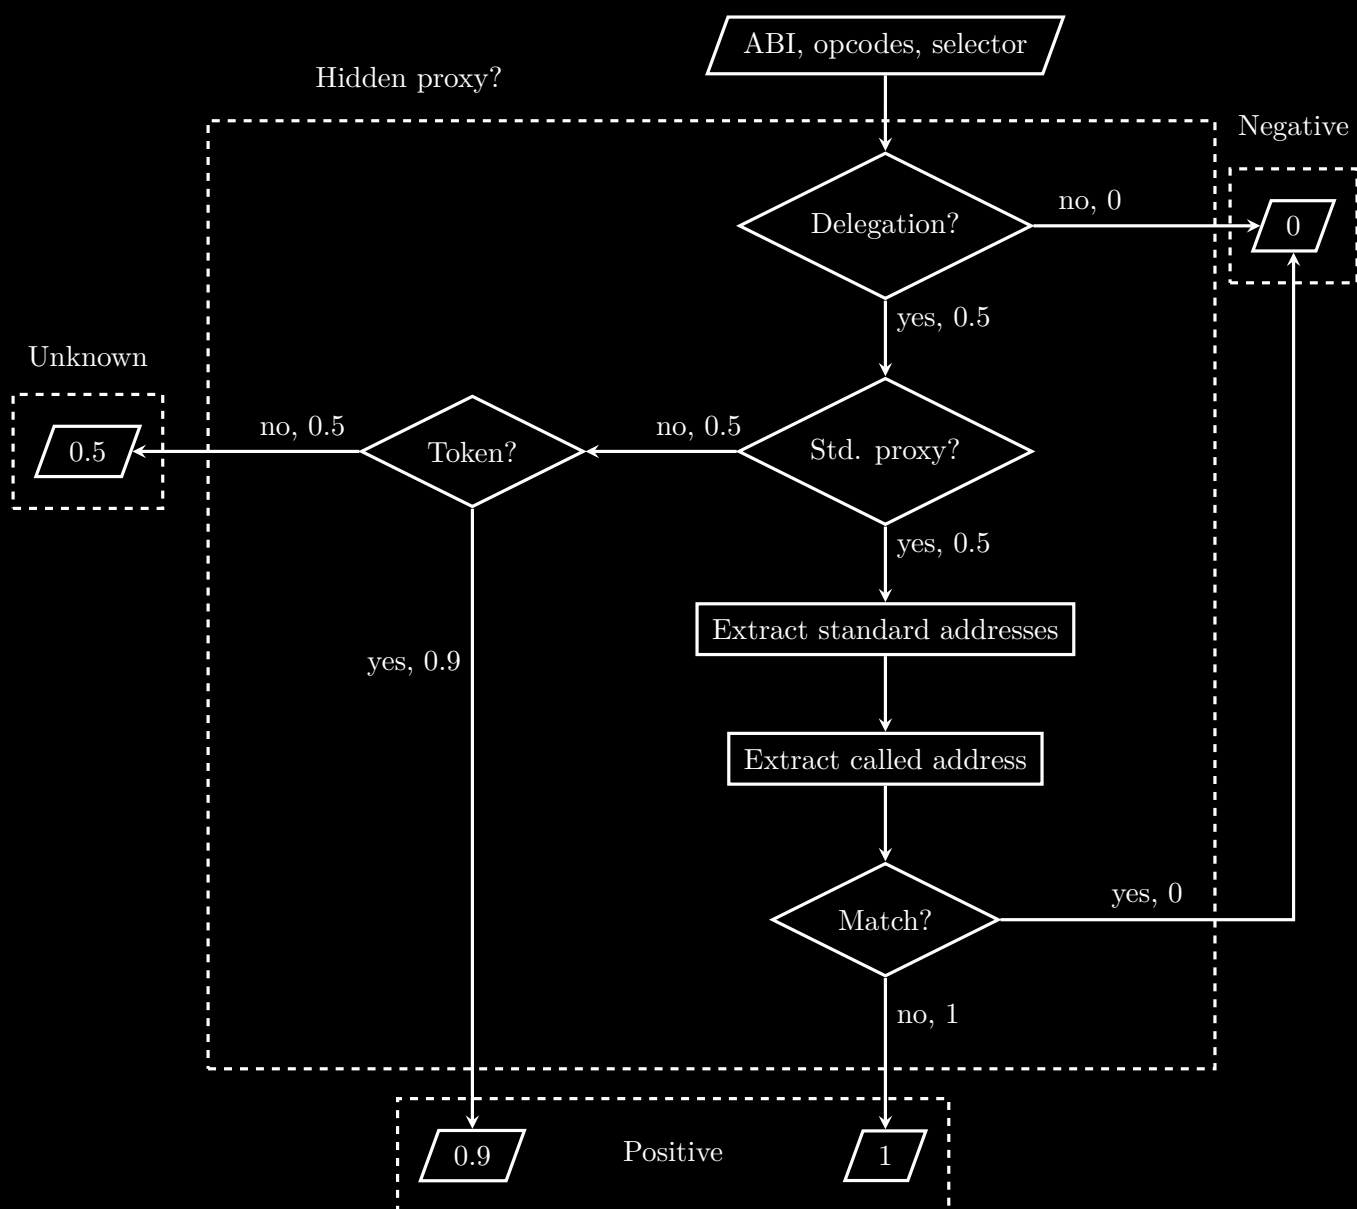 ABI, opcodes, selector
Hidden proxy?
Negative
no, 0
0
Delegation?
yes, 0.5
Unknown
0.5
no, 0.5
Token?
no, 0.5
Std. proxy?
yes, 0.5
Extract standard addresses
yes, 0.9
Extract called address
yes, 0
Match?
no, 1
0.9
Positive
1